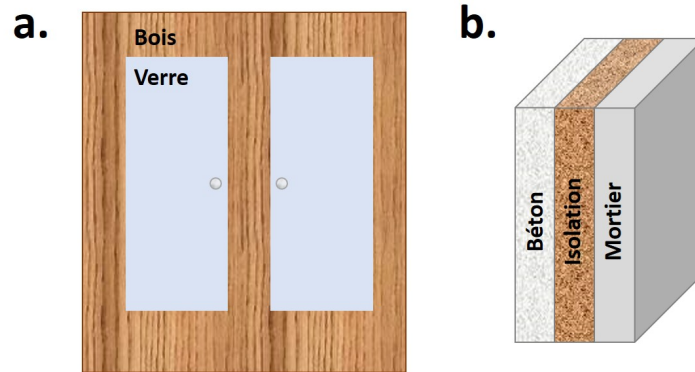 a.
Bois
Verre
b.
Béton
Isolation
Mortier